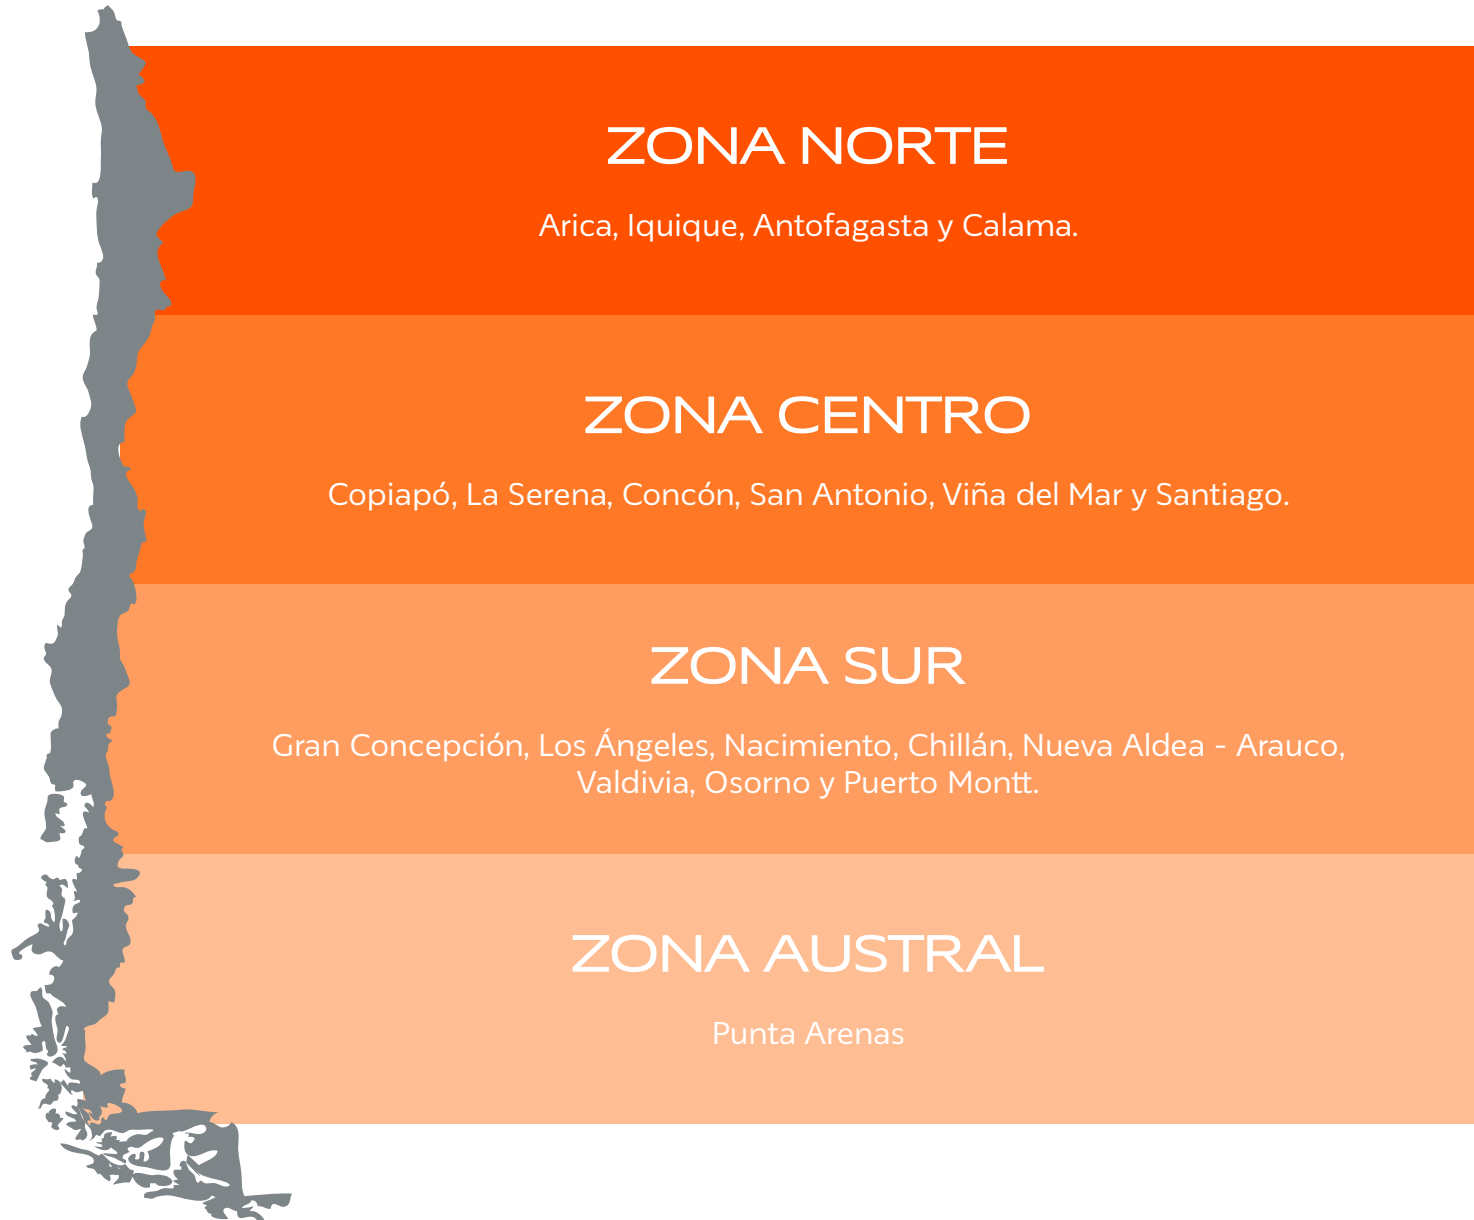 ZONA NORTE
Arica, Iquique, Antofagasta y Calama.
ZONA CENTRO
Copiapó, La Serena, Concón, San Antonio, Viña del Mar y Santiago.
ZONA SUR
Gran Concepción, Los Ángeles, Nacimiento, Chillán, Nueva Aldea - Arauco,
Valdivia, Osorno y Puerto Montt.
ZONA AUSTRAL
Punta Arenas